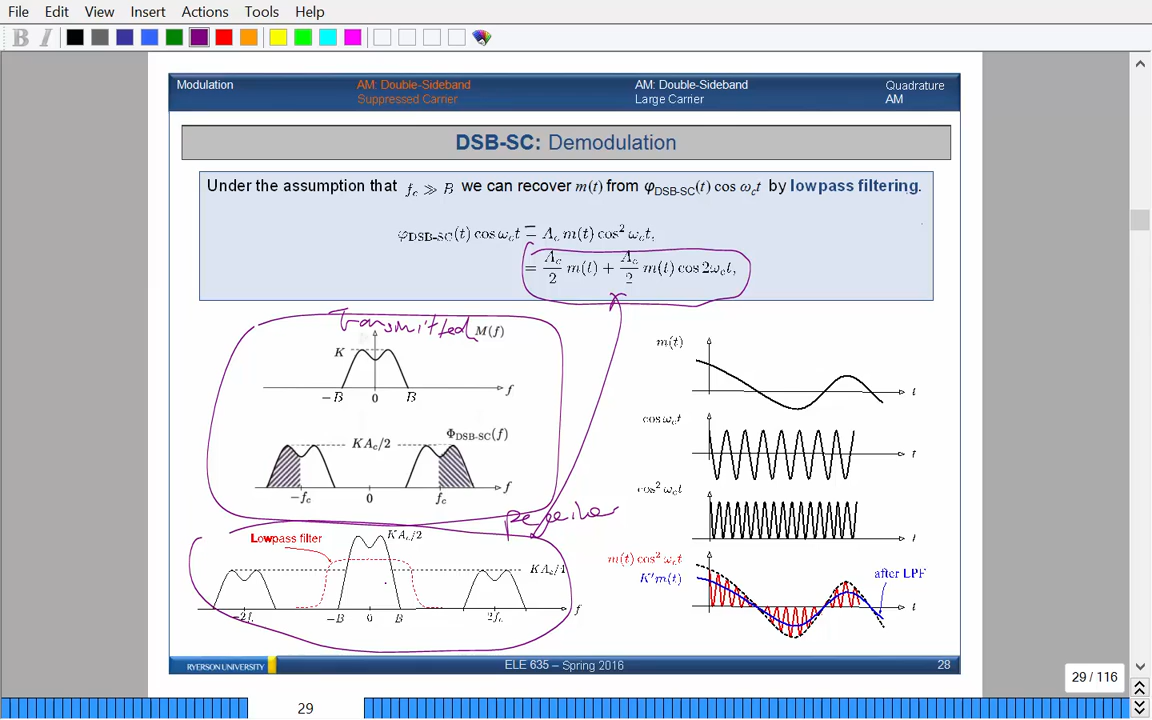 File Edit View Insert Actions Tools Help
B I
Modulation
AM: Double-Sideband
Suppressed Carrier
AM: Double-Sideband
Large Carrier
Quadrature
AM
DSB-SC: Demodulation
Under the assumption that f_c ≫ B we can recover m(t) from φ_DSB-SC(t) cos ω_c t by lowpass filtering.
φ_DSB-SC(t) cos ω_c t = A_c m(t) cos² ω_c t,
= A_c/2 m(t) + A_c/2 m(t) cos 2ω_c t,
Transmitted
M(f)
K
−B 0 B f
Φ_DSB-SC(f)
KA_c/2
−f_c 0 f_c f
Receiver
Lowpass filter
KA_c/2
KA_c/4
−2f_c −B 0 B 2f_c f
m(t)
t
cos ω_c t
t
cos² ω_c t
t
m(t) cos² ω_c t
K'm(t)
after LPF
t
RYERSON UNIVERSITY
ELE 635 – Spring 2016
28
29 / 116
29